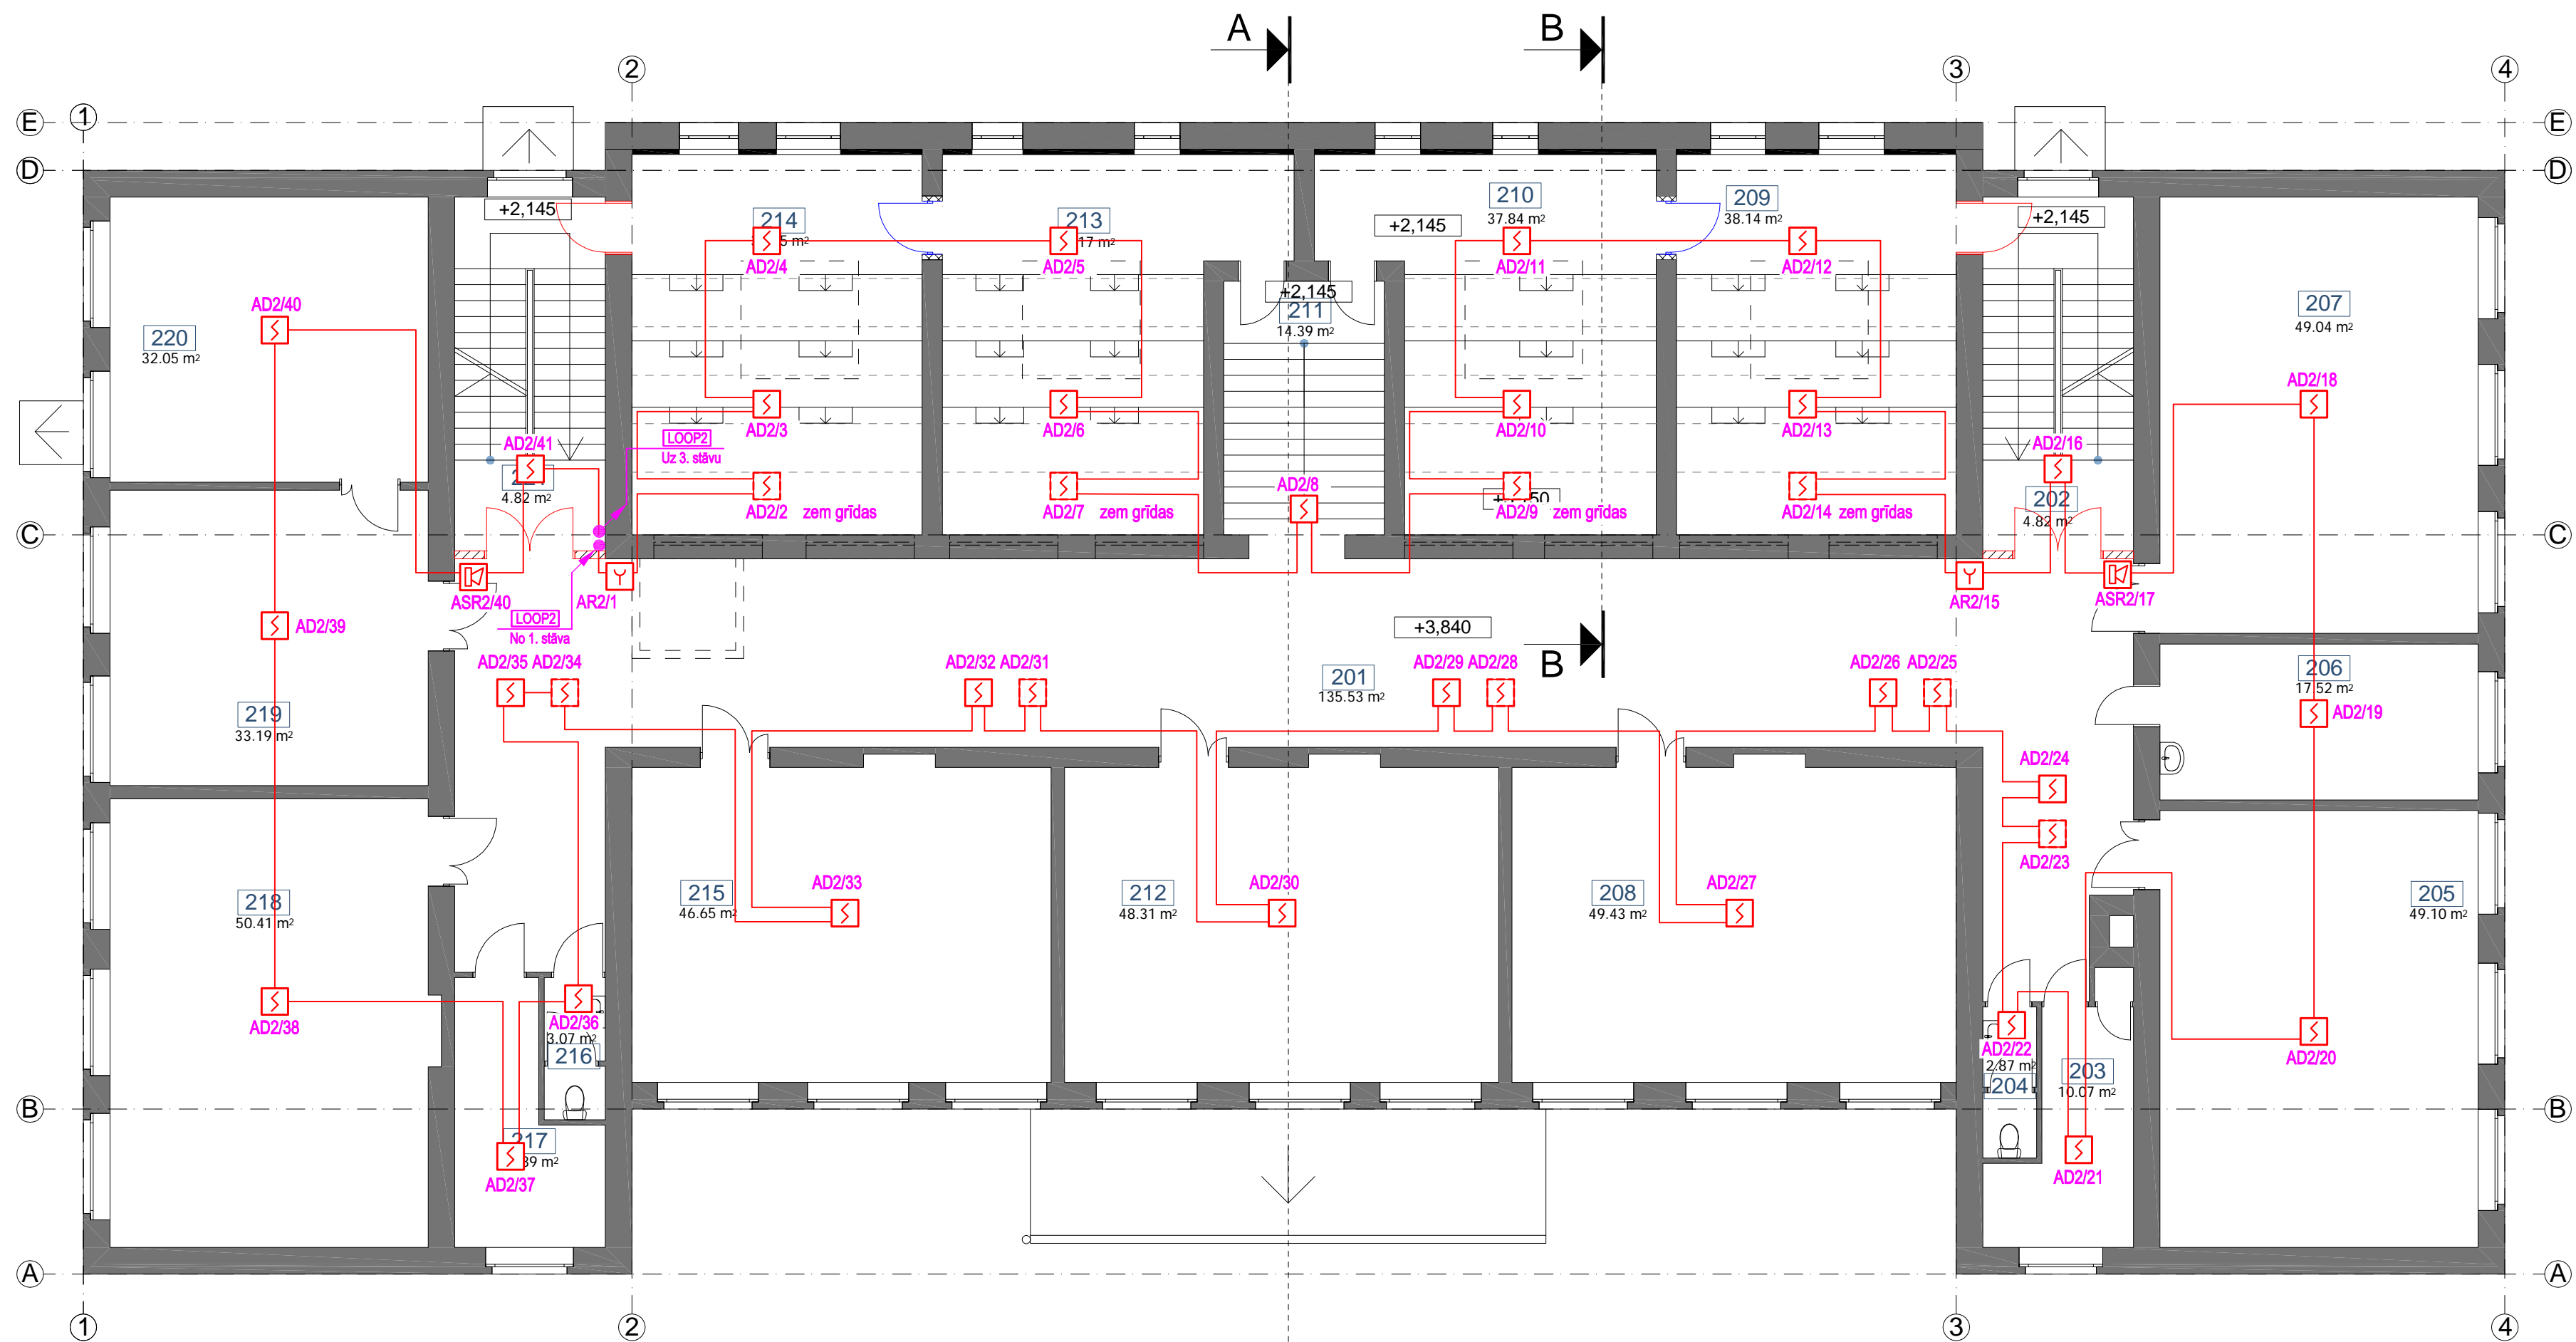 A
B
2
3
4
1
E
E
D
D
+2,145
214
213
210
37.84 m²
209
38.14 m²
+2,145
+2,145
AD2/4
AD2/5
AD2/11
AD2/12
AD2/40
220
32.05 m²
+2,145
211
14.39 m²
207
49.04 m²
AD2/18
AD2/3
AD2/6
AD2/10
AD2/13
AD2/41
4.82 m²
LOOP2
Uz 3. stāvu
AD2/8
AD2/16
202
4.82 m²
AD2/2 zem grīdas
AD2/7 zem grīdas
AD2/9 zem grīdas
AD2/14 zem grīdas
C
C
ASR2/40
AR2/1
AR2/15
ASR2/17
LOOP2
No 1. stāva
AD2/39
+3,840
B
AD2/35
AD2/34
AD2/32
AD2/31
201
135.53 m²
AD2/29
AD2/28
AD2/26
AD2/25
206
17.52 m²
AD2/19
219
33.19 m²
AD2/24
AD2/23
218
50.41 m²
215
46.65 m²
AD2/33
212
48.31 m²
AD2/30
208
49.43 m²
AD2/27
205
49.10 m²
AD2/38
AD2/36
3.07 m²
216
AD2/22
2.87 m²
204
203
10.07 m²
AD2/20
B
B
217
AD2/37
AD2/21
A
A
1
2
3
4